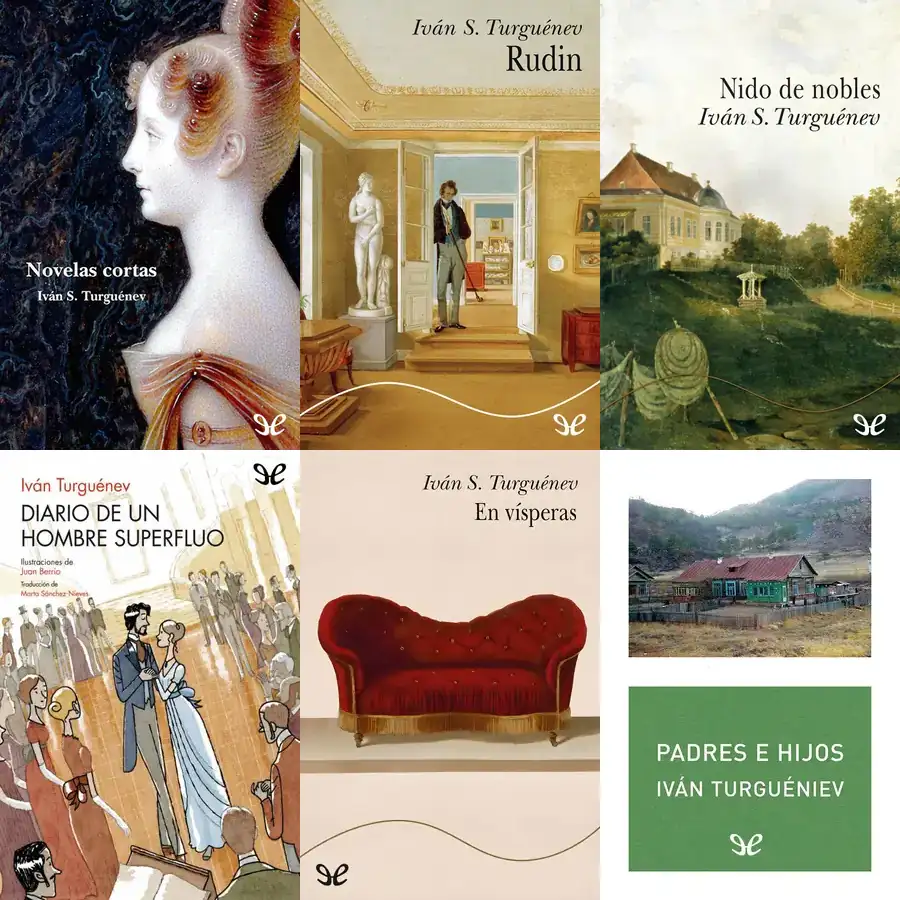 Novelas cortas
Iván S. Turguénev
Iván S. Turguénev
Rudin
Nido de nobles
Iván S. Turguénev
Iván Turguénev
DIARIO DE UN
HOMBRE SUPERFLUO
Ilustraciones de
Juan Berrio
Traducción de
Marta Sánchez Nieves
Iván S. Turguénev
En vísperas
PADRES E HIJOS
IVÁN TURGUÉNIEV